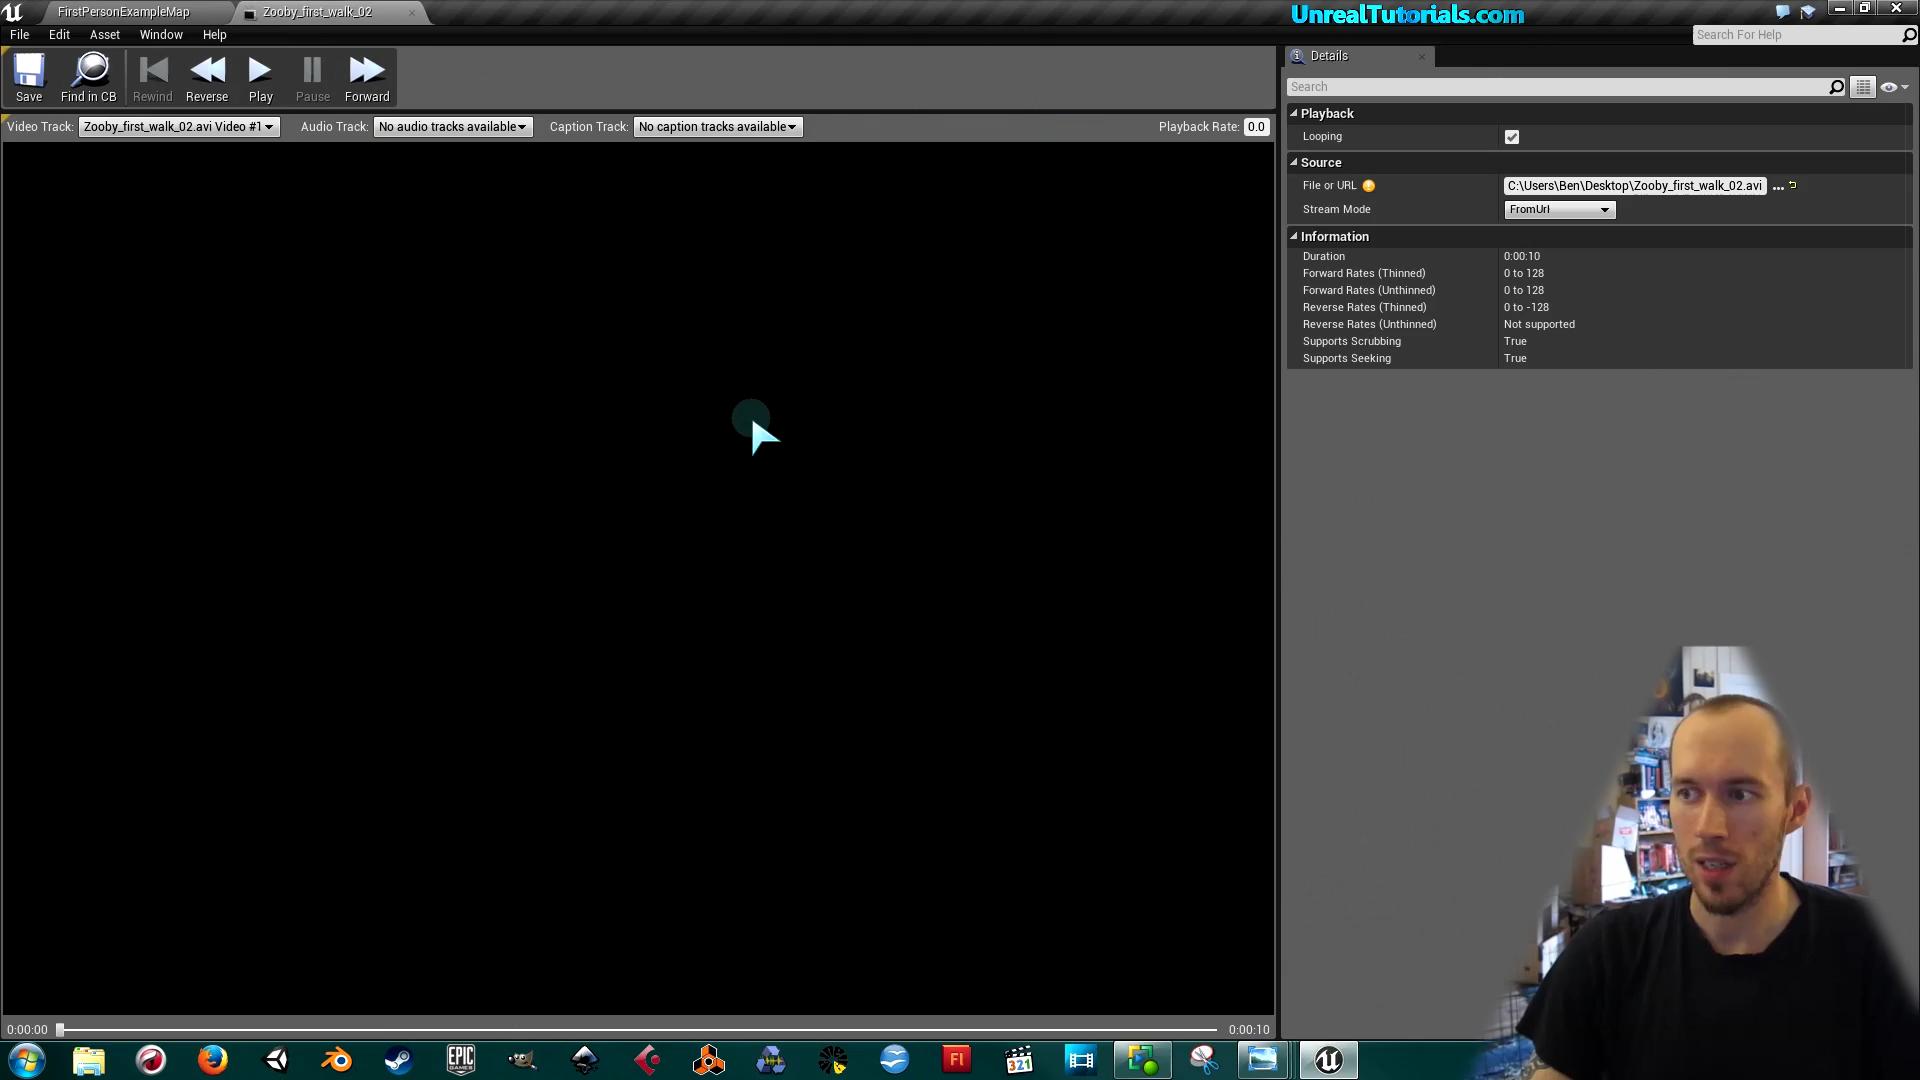 FirstPersonExampleMap
Zooby_first_walk_02
UnrealTutorials.com
File Edit Asset Window Help
Search For Help
Save Find in CB Rewind Reverse Play Pause Forward
Video Track: Zooby_first_walk_02.avi Video #1 Audio Track: No audio tracks available Caption Track: No caption tracks available Playback Rate: 0.0
Details
Search
Playback
Looping
Source
File or URL C:\Users\Ben\Desktop\Zooby_first_walk_02.avi ...
Stream Mode FromUrl
Information
Duration 0:00:10
Forward Rates (Thinned) 0 to 128
Forward Rates (Unthinned) 0 to 128
Reverse Rates (Thinned) 0 to -128
Reverse Rates (Unthinned) Not supported
Supports Scrubbing True
Supports Seeking True
0:00:00 0:00:10
EPIC
GAMES
Fl
321